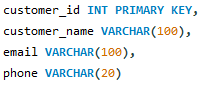 customer_id INT PRIMARY KEY,
customer_name VARCHAR(100),
email VARCHAR(100),
phone VARCHAR(20)